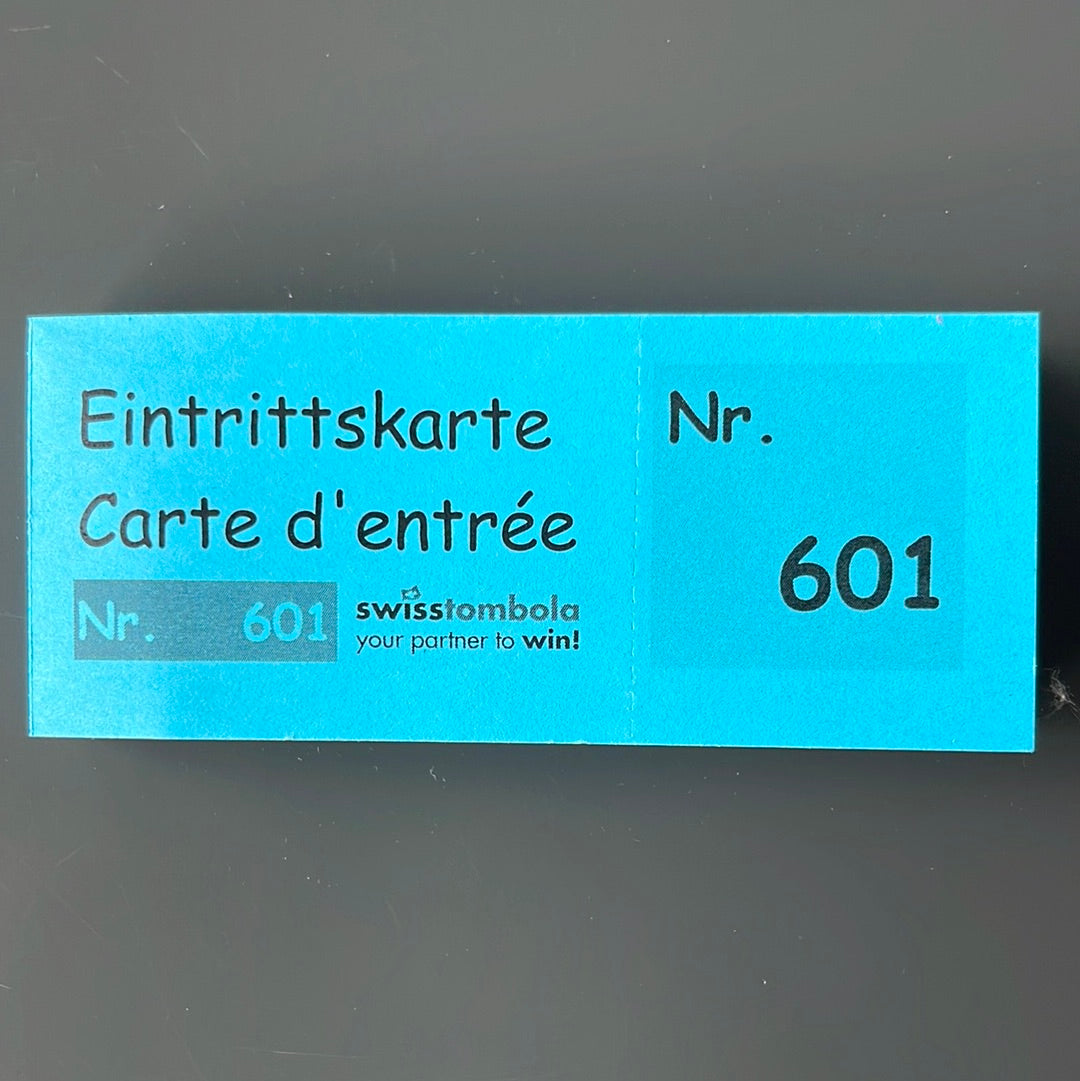 Eintrittskarte
Carte d'entrée
Nr. 601
swisstombola
your partner to win!
Nr.
601